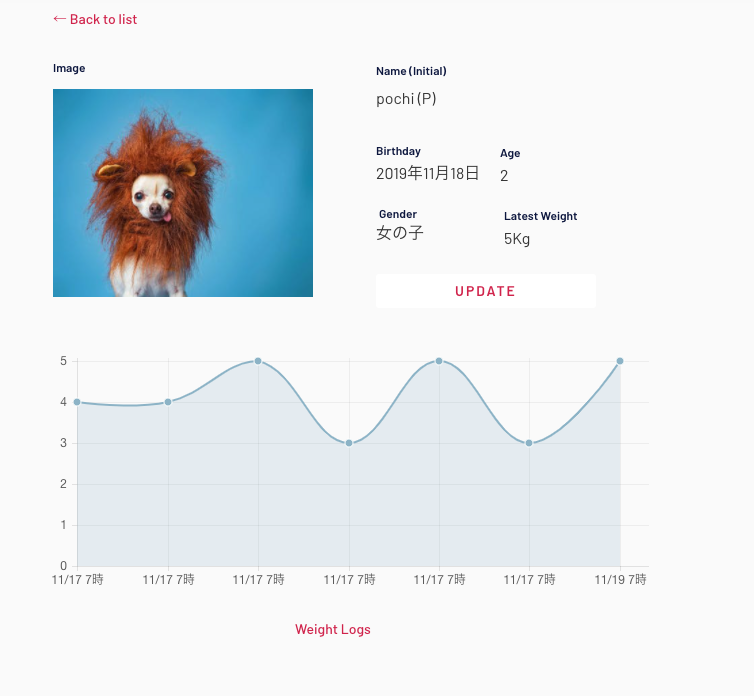 ← Back to list
Image
Name (Initial)
pochi (P)
Birthday
Age
2019年11月18日
2
Gender
Latest Weight
女の子
5Kg
UPDATE
5
4
3
2
1
0
11/17 7時 11/17 7時 11/17 7時 11/17 7時 11/17 7時 11/17 7時 11/19 7時
Weight Logs